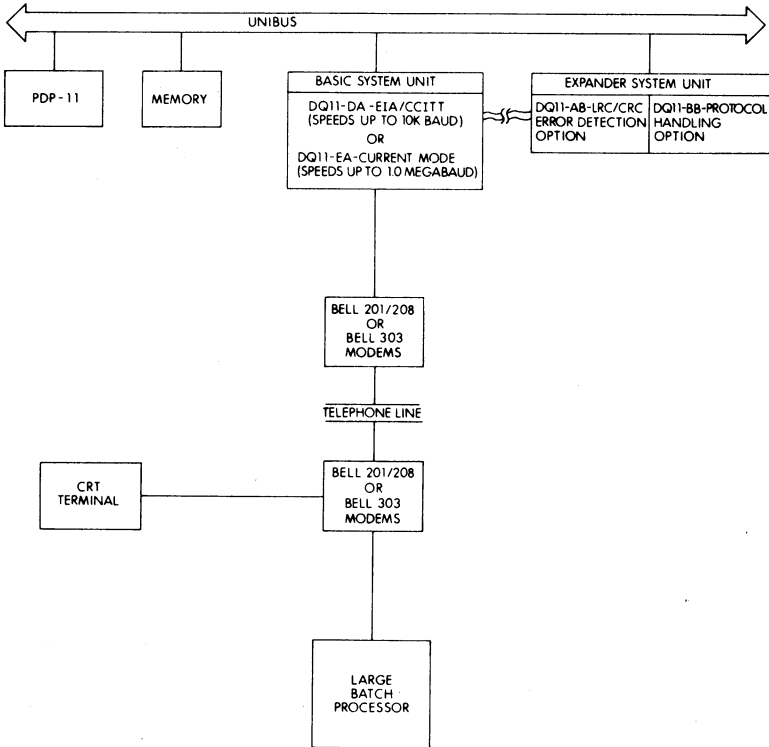 UNIBUS
PDP-11
MEMORY
BASIC SYSTEM UNIT
DQ11-DA-EIA/CCITT
(SPEEDS UP TO 10K BAUD)
OR
DQ11-EA-CURRENT MODE
(SPEEDS UP TO 1.0 MEGABAUD)
EXPANDER SYSTEM UNIT
DQ11-AB-LRC/CRC
ERROR DETECTION
OPTION
DQ11-BB-PROTOCOL
HANDLING
OPTION
BELL 201/208
OR
BELL 303
MODEMS
TELEPHONE LINE
CRT
TERMINAL
BELL 201/208
OR
BELL 303
MODEMS
LARGE
BATCH
PROCESSOR